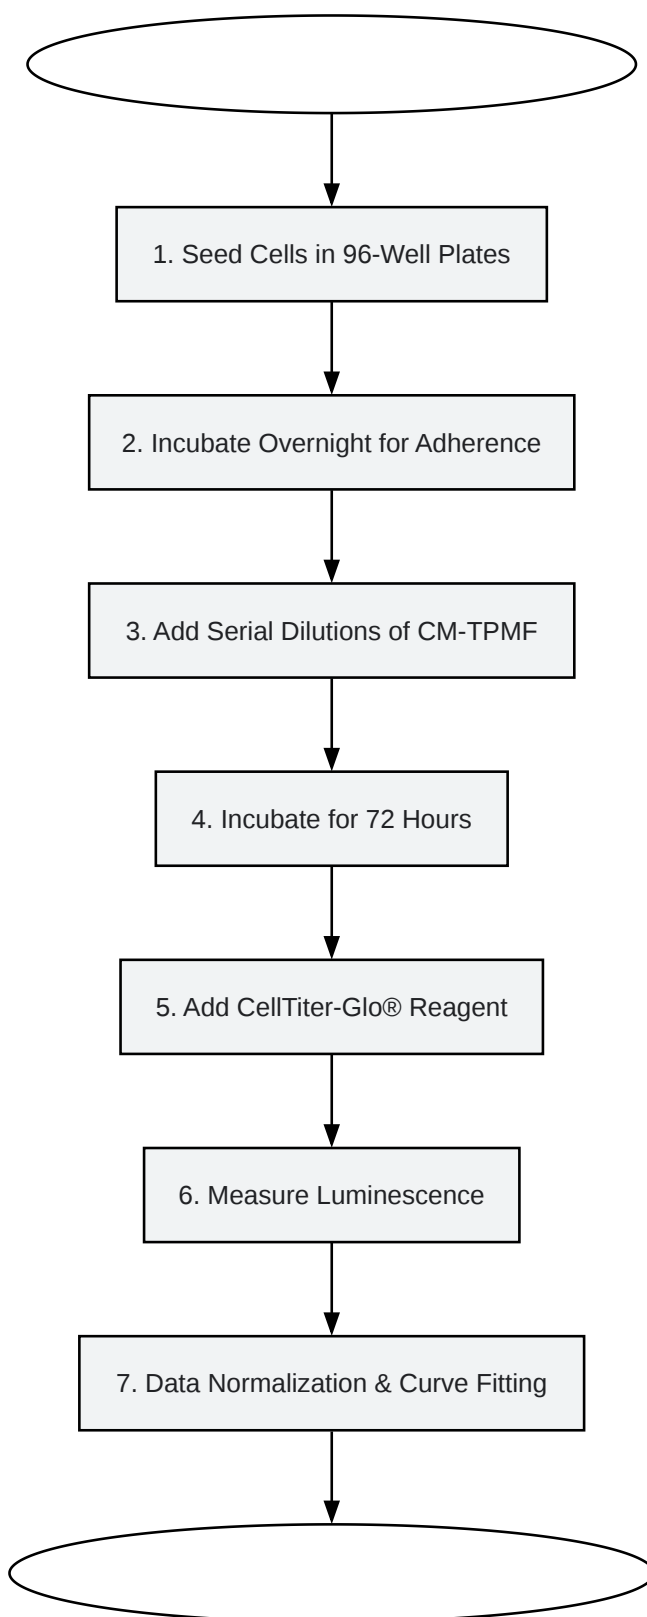 1. Seed Cells in 96-Well Plates
2. Incubate Overnight for Adherence
3. Add Serial Dilutions of CM-TPMF
4. Incubate for 72 Hours
5. Add CellTiter-Glo® Reagent
6. Measure Luminescence
7. Data Normalization & Curve Fitting